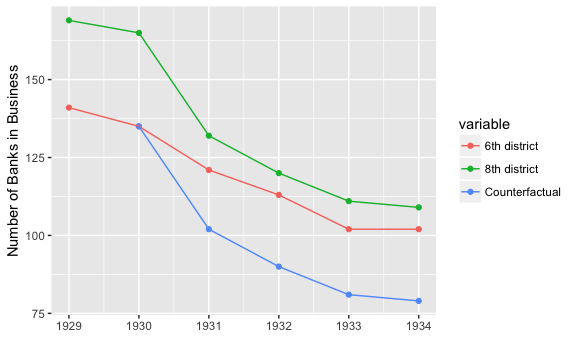 Number of Banks in Business
150
125
100
75
1929 1930 1931 1932 1933 1934
variable
6th district
8th district
Counterfactual